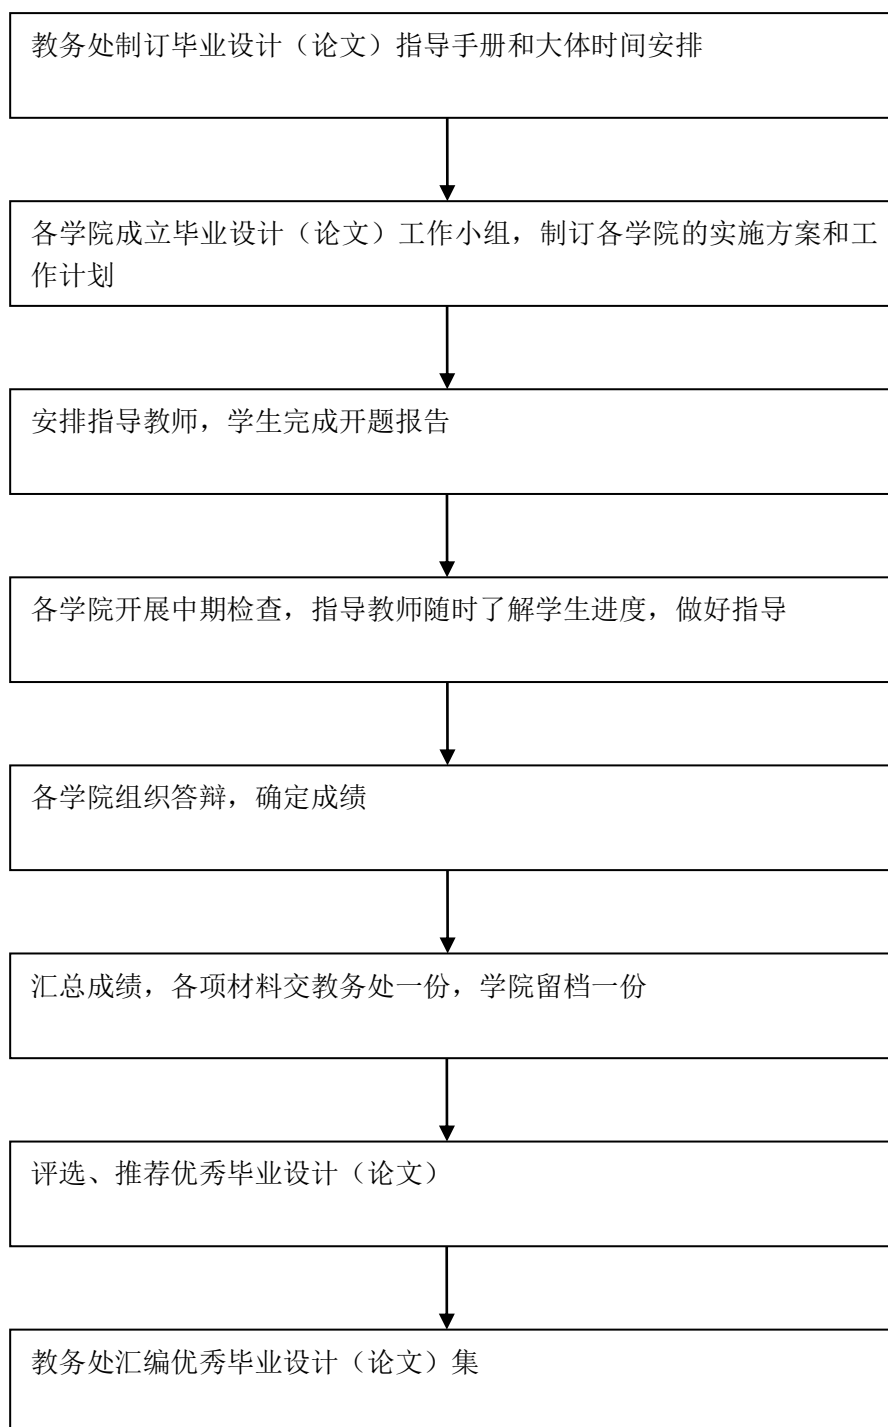 教务处制订毕业设计（论文）指导手册和大体时间安排
各学院成立毕业设计（论文）工作小组，制订各学院的实施方案和工
作计划
安排指导教师，学生完成开题报告
各学院开展中期检查，指导教师随时了解学生进度，做好指导
各学院组织答辩，确定成绩
汇总成绩，各项材料交教务处一份，学院留档一份
评选、推荐优秀毕业设计（论文）
教务处汇编优秀毕业设计（论文）集